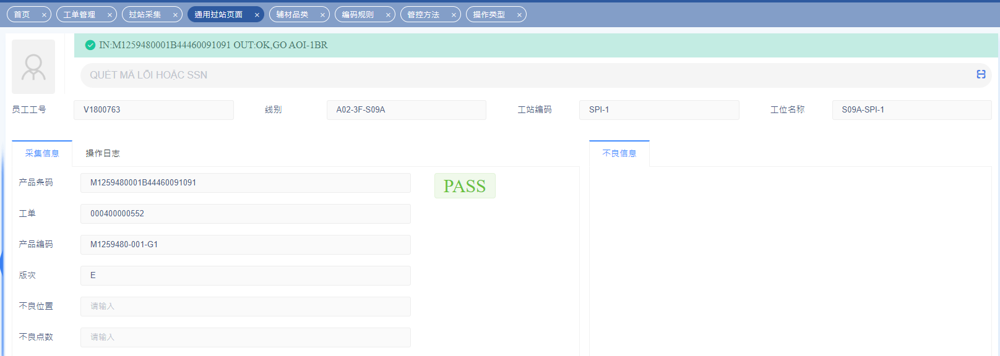 首页 × 工单管理 × 过站采集 × 通用过站页面 × 辅材品类 × 编码规则 × 管控方法 × 操作类型 ×
IN:M1259480001B44460091091 OUT:OK,GO AOI-1BR
QUÉT MÃ LỖI HOẶC SSN
员工工号 V1800763 线别 A02-3F-S09A 工站编码 SPI-1 工位名称 S09A-SPI-1
采集信息 操作日志 不良信息
产品条码 M1259480001B44460091091 PASS
工单 000400000552
产品编码 M1259480-001-G1
版次 E
不良位置 请输入
不良点数 请输入